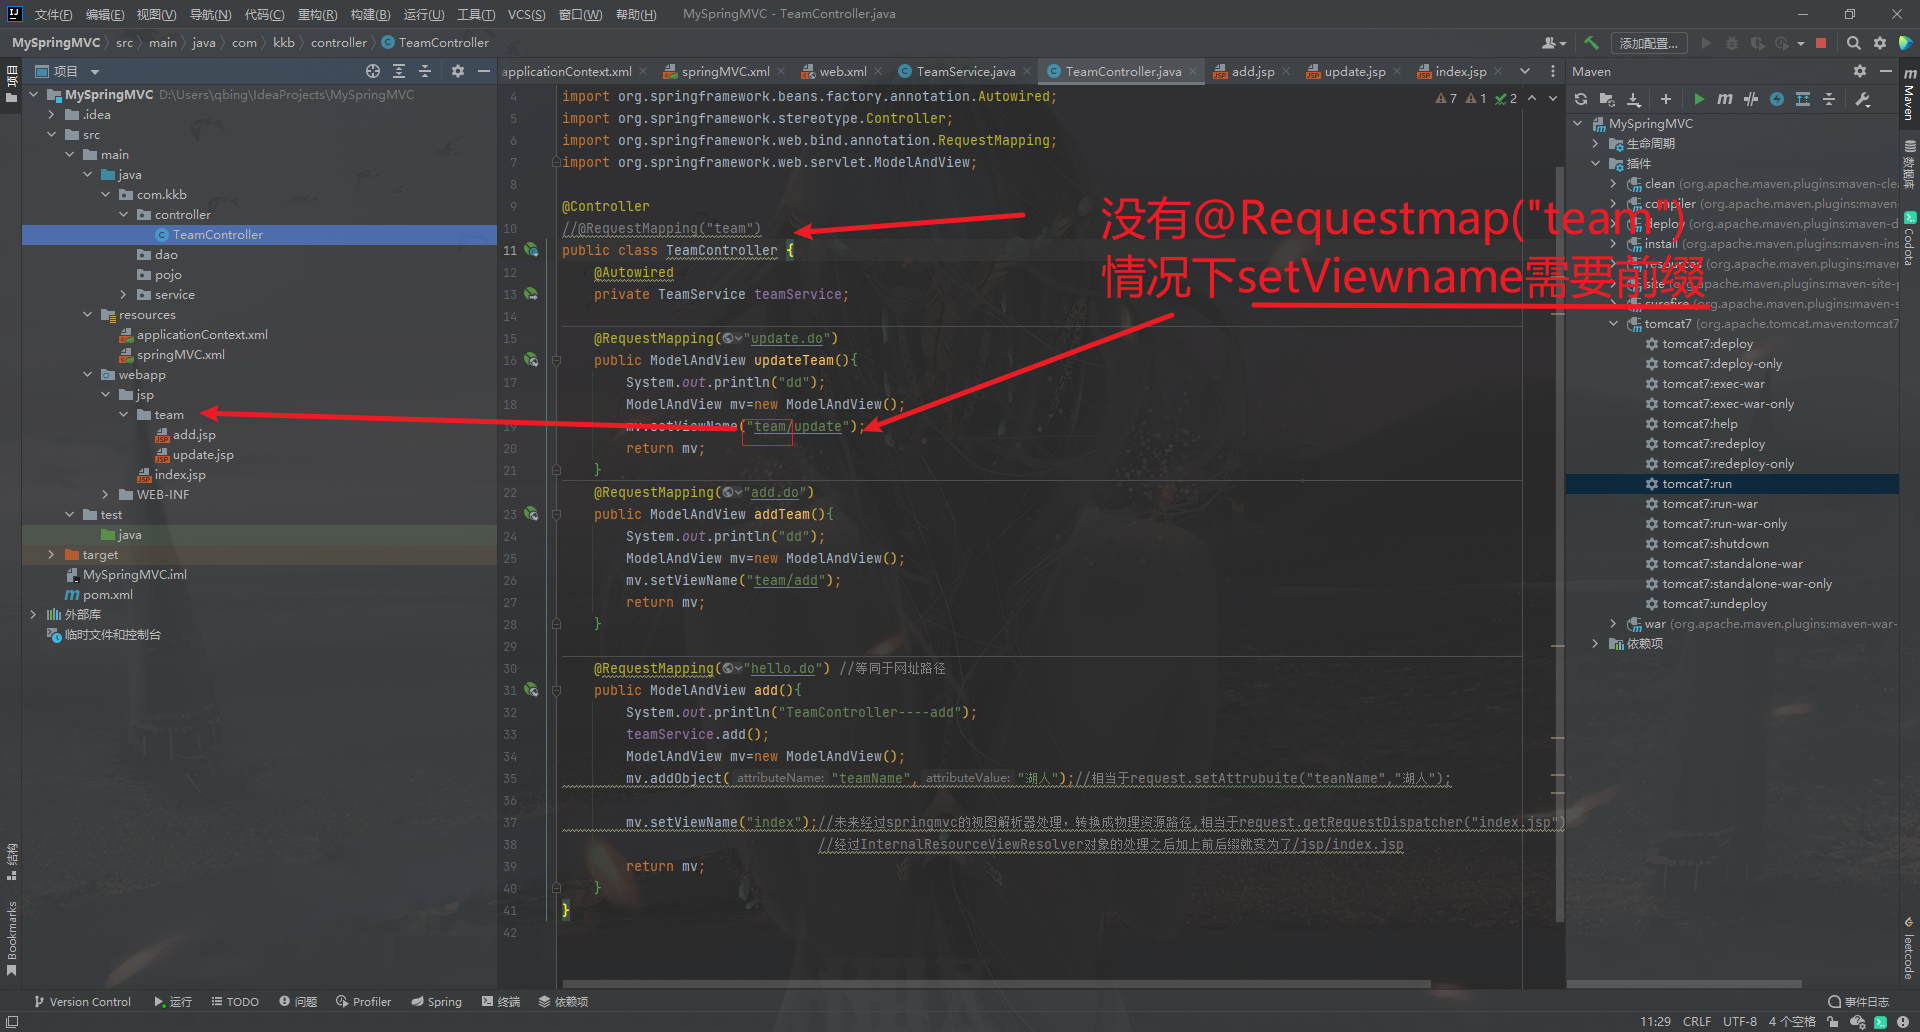 文件(F) 编辑(E) 视图(V) 导航(N) 代码(C) 重构(R) 构建(B) 运行(U) 工具(T) VCS(S) 窗口(W) 帮助(H) MySpringMVC - TeamController.java
MySpringMVC src main java com kkb controller TeamController
添加配置...
项目
项目
MySpringMVC D:\Users\qbing\IdeaProjects\MySpringMVC
.idea
src
main
java
com.kkb
controller
TeamController
dao
pojo
service
resources
applicationContext.xml
springMVC.xml
webapp
jsp
team
add.jsp
update.jsp
index.jsp
WEB-INF
test
java
target
MySpringMVC.iml
pom.xml
外部库
临时文件和控制台
结构
Bookmarks
applicationContext.xml springMVC.xml web.xml TeamService.java TeamController.java add.jsp update.jsp index.jsp
7 1 2
4 import org.springframework.beans.factory.annotation.Autowired;
5 import org.springframework.stereotype.Controller;
6 import org.springframework.web.bind.annotation.RequestMapping;
7 import org.springframework.web.servlet.ModelAndView;
8
9 @Controller
10 //@RequestMapping("team")
11 public class TeamController {
12 @Autowired
13 private TeamService teamService;
14
15 @RequestMapping("update.do")
16 public ModelAndView updateTeam(){
17 System.out.println("dd");
18 ModelAndView mv=new ModelAndView();
19 mv.setViewName("team/update");
20 return mv;
21 }
22 @RequestMapping("add.do")
23 public ModelAndView addTeam(){
24 System.out.println("dd");
25 ModelAndView mv=new ModelAndView();
26 mv.setViewName("team/add");
27 return mv;
28 }
29
30 @RequestMapping("hello.do") //等同于网址路径
31 public ModelAndView add(){
32 System.out.println("TeamController----add");
33 teamService.add();
34 ModelAndView mv=new ModelAndView();
35 mv.addObject( attributeName: "teamName", attributeValue: "湖人");//相当于request.setAttrubuite("teanName","湖人");
36
37 mv.setViewName("index");//未来经过springmvc的视图解析器处理，转换成物理资源路径,相当于request.getRequestDispatcher("index.jsp")
38 //经过InternalResourceViewResolver对象的处理之后加上前后缀就变为了/jsp/index.jsp
39 return mv;
40 }
41 }
42
没有@Requestmap("team")
情况下setViewname需要前缀
Maven
MySpringMVC
生命周期
插件
clean (org.apache.maven.plugins:maven-cle
compiler (org.apache.maven.plugins:maven-
deploy (org.apache.maven.plugins:maven-
install (org.apache.maven.plugins:maven-ins
resources
site (org.apache.maven.plugins:maven-site-p
surefire (org.apache.maven.plugins:maven-s
tomcat7 (org.apache.tomcat.maven:tomcat7
tomcat7:deploy
tomcat7:deploy-only
tomcat7:exec-war
tomcat7:exec-war-only
tomcat7:help
tomcat7:redeploy
tomcat7:redeploy-only
tomcat7:run
tomcat7:run-war
tomcat7:run-war-only
tomcat7:shutdown
tomcat7:standalone-war
tomcat7:standalone-war-only
tomcat7:undeploy
war (org.apache.maven.plugins:maven-war-
依赖项
Maven
数据库
Codota
leetcode
Version Control 运行 TODO 问题 Profiler Spring 终端 依赖项 事件日志
11:29 CRLF UTF-8 4 个空格